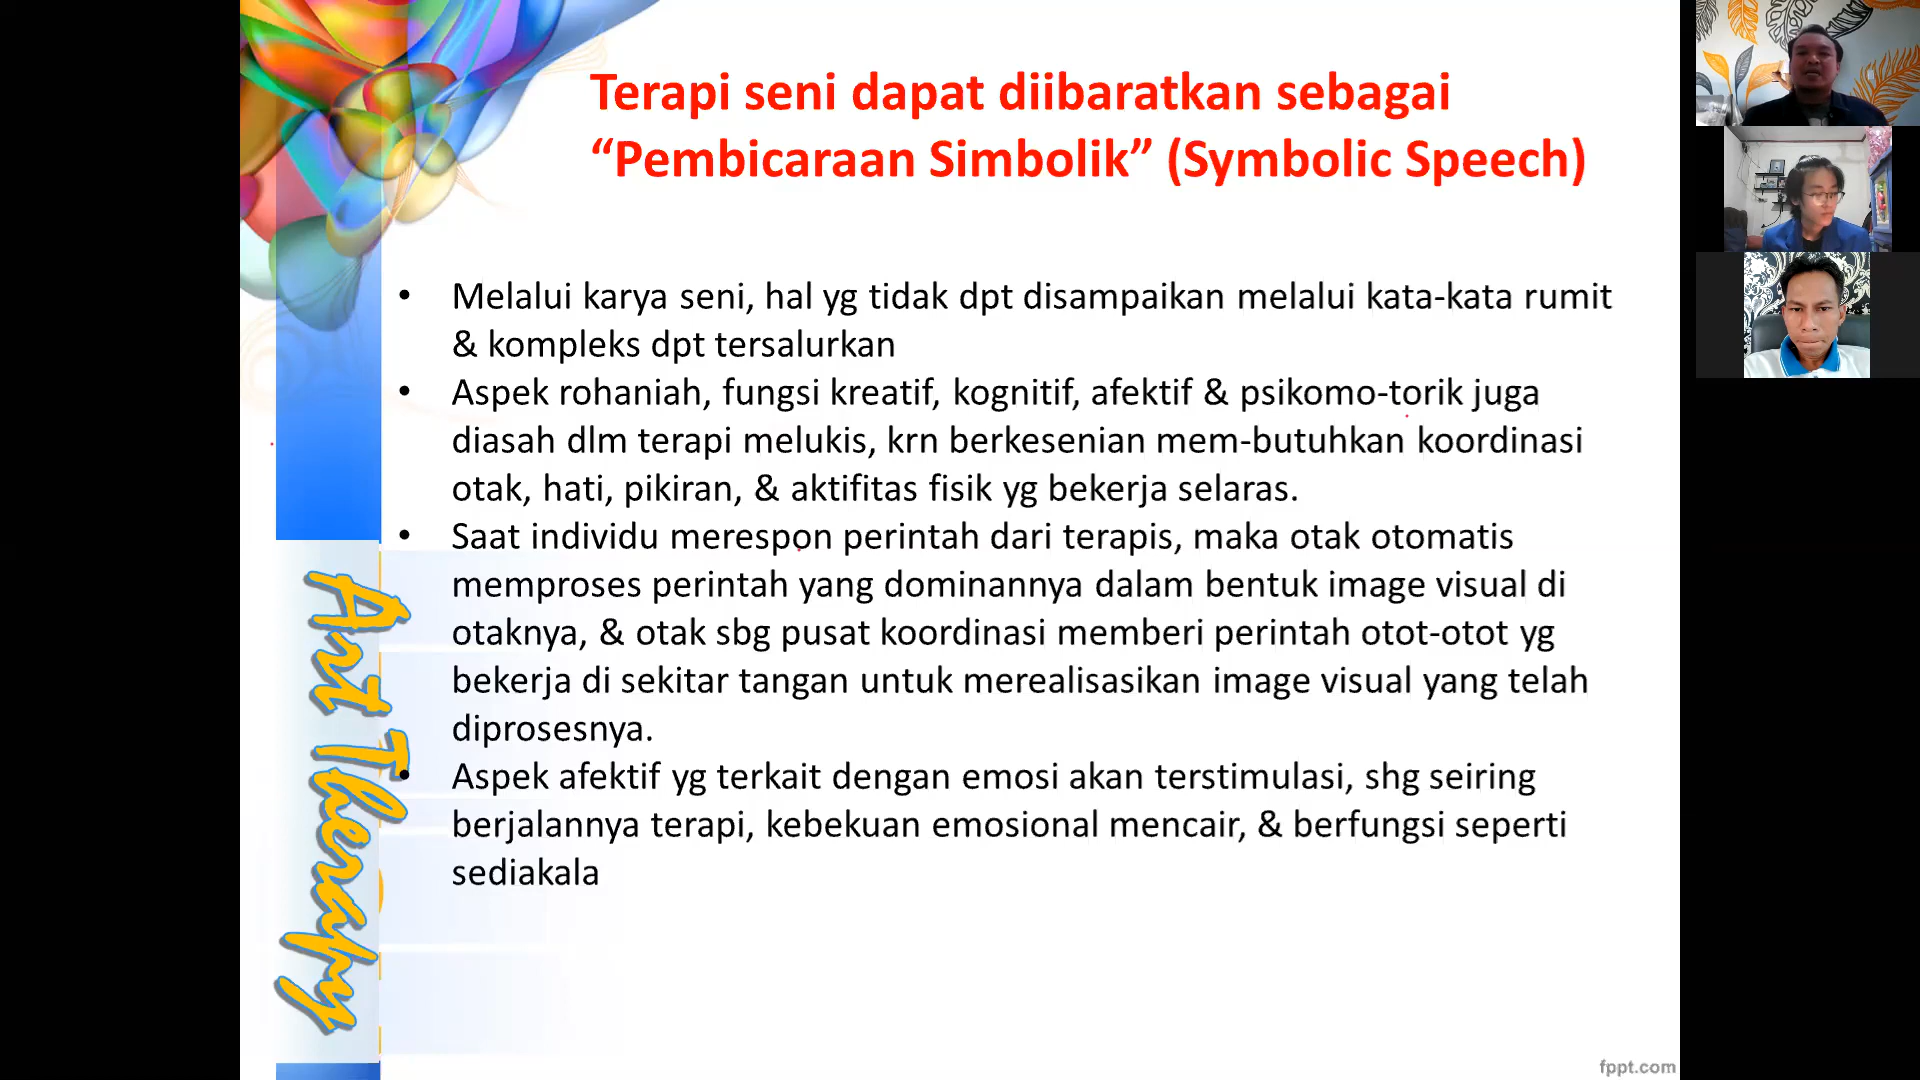 Terapi seni dapat diibaratkan sebagai
“Pembicaraan Simbolik” (Symbolic Speech)
• Melalui karya seni, hal yg tidak dpt disampaikan melalui kata-kata rumit
& kompleks dpt tersalurkan
• Aspek rohaniah, fungsi kreatif, kognitif, afektif & psikomo-torik juga
diasah dlm terapi melukis, krn berkesenian mem-butuhkan koordinasi
otak, hati, pikiran, & aktifitas fisik yg bekerja selaras.
• Saat individu merespon perintah dari terapis, maka otak otomatis
memproses perintah yang dominannya dalam bentuk image visual di
otaknya, & otak sbg pusat koordinasi memberi perintah otot-otot yg
bekerja di sekitar tangan untuk merealisasikan image visual yang telah
diprosesnya.
• Aspek afektif yg terkait dengan emosi akan terstimulasi, shg seiring
berjalannya terapi, kebekuan emosional mencair, & berfungsi seperti
sediakala
Art Therapy
fppt.com